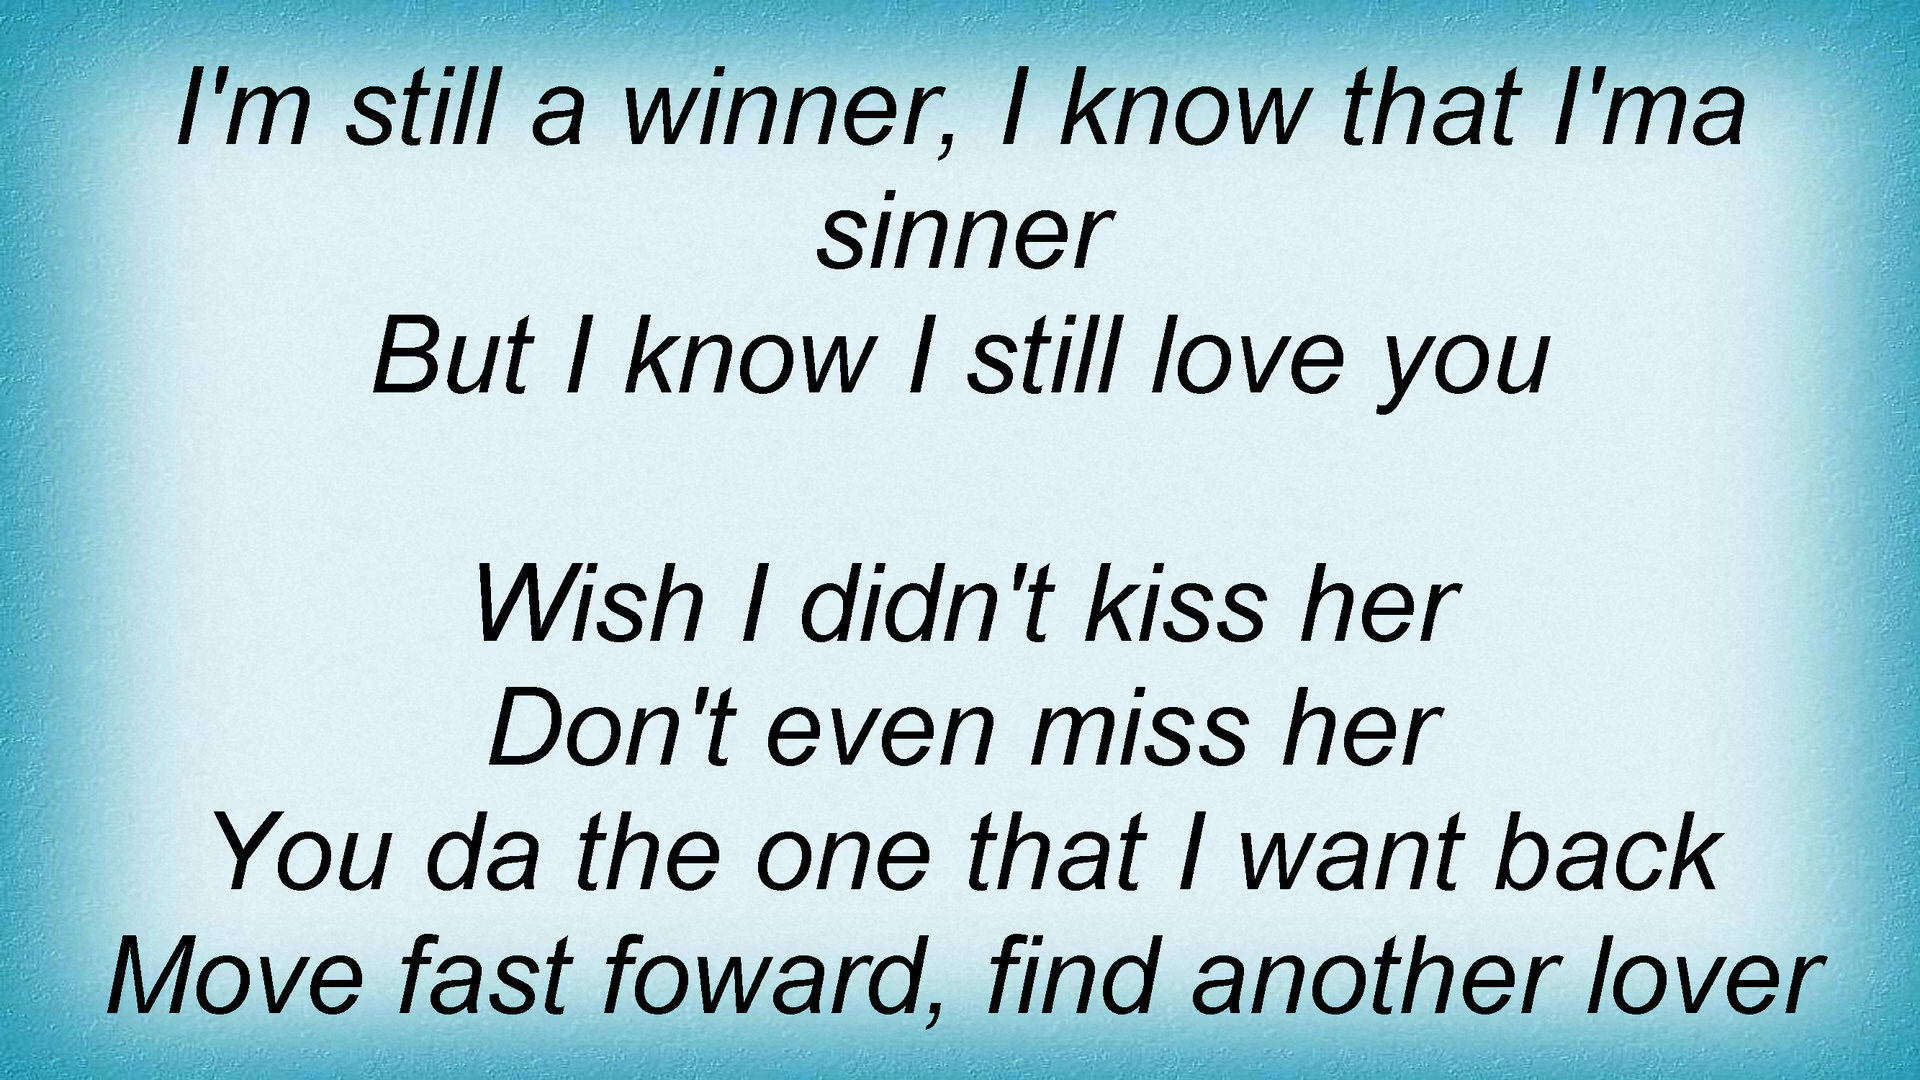 I'm still a winner, I know that I'ma
sinner
But I know I still love you
Wish I didn't kiss her
Don't even miss her
You da the one that I want back
Move fast foward, find another lover